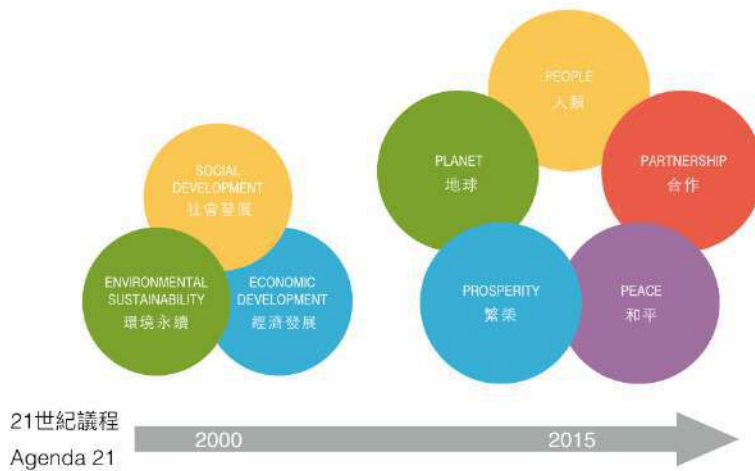 PEOPLE
人類
PLANET
地球
PARTNERSHIP
合作
SOCIAL
DEVELOPMENT
社會發展
ENVIRONMENTAL
SUSTAINABILITY
環境永續
ECONOMIC
DEVELOPMENT
經濟發展
PROSPERITY
繁榮
PEACE
和平
21世紀議程
Agenda 21
2000
2015